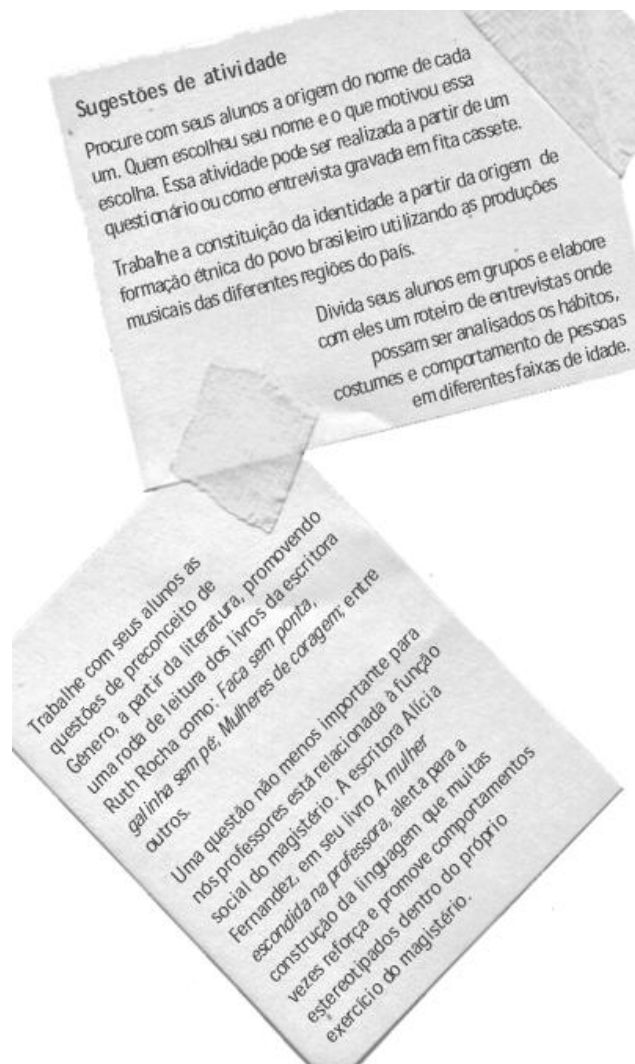 Sugestões de atividade
Procure com seus alunos a origem do nome de cada
um. Quem escolheu seu nome e o que motivou essa
escolha. Essa atividade pode ser realizada a partir de um
questionário ou como entrevista gravada em fita cassete.
Trabalhe a constituição da identidade a partir da origem de
formação étnica do povo brasileiro utilizando as produções
musicais das diferentes regiões do país.
Divida seus alunos em grupos e elabore
com eles um roteiro de entrevistas onde
possam ser analisados os hábitos,
costumes e comportamento de pessoas
em diferentes faixas de idade.
Trabalhe com seus alunos as
questões de preconceito de
Gênero, a partir da literatura, promovendo
uma roda de leitura dos livros da escritora
Ruth Rocha como: Faca sem ponta,
galinha sem pé; Mulheres de coragem; entre
outros.
Uma questão não menos importante para
nós professores está relacionada à função
social do magistério. A escritora Alícia
Fernandez, em seu livro A mulher
escondida na professora, alerta para a
construção da linguagem que muitas
vezes reforça e promove comportamentos
estereotipados dentro do próprio
exercício do magistério.